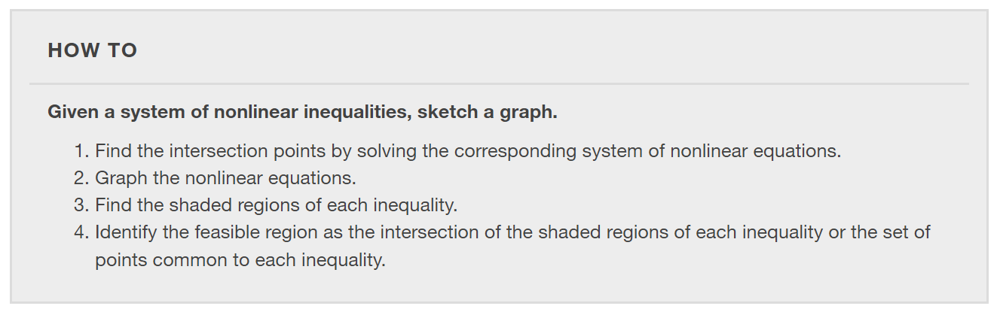 HOW TO
Given a system of nonlinear inequalities, sketch a graph.
1. Find the intersection points by solving the corresponding system of nonlinear equations.
2. Graph the nonlinear equations.
3. Find the shaded regions of each inequality.
4. Identify the feasible region as the intersection of the shaded regions of each inequality or the set of
points common to each inequality.